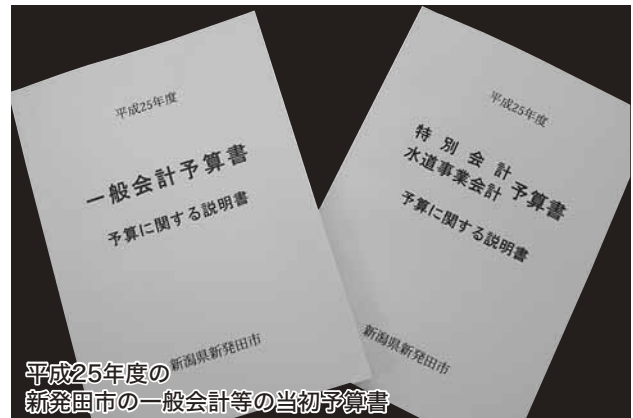 平成25年度
一般会計予算書
予算に関する説明書
新潟県新発田市
平成25年度
特別会計
水道事業会計
予算書
予算に関する説明書
新潟県新発田市
平成25年度の
新発田市の一般会計等の当初予算書